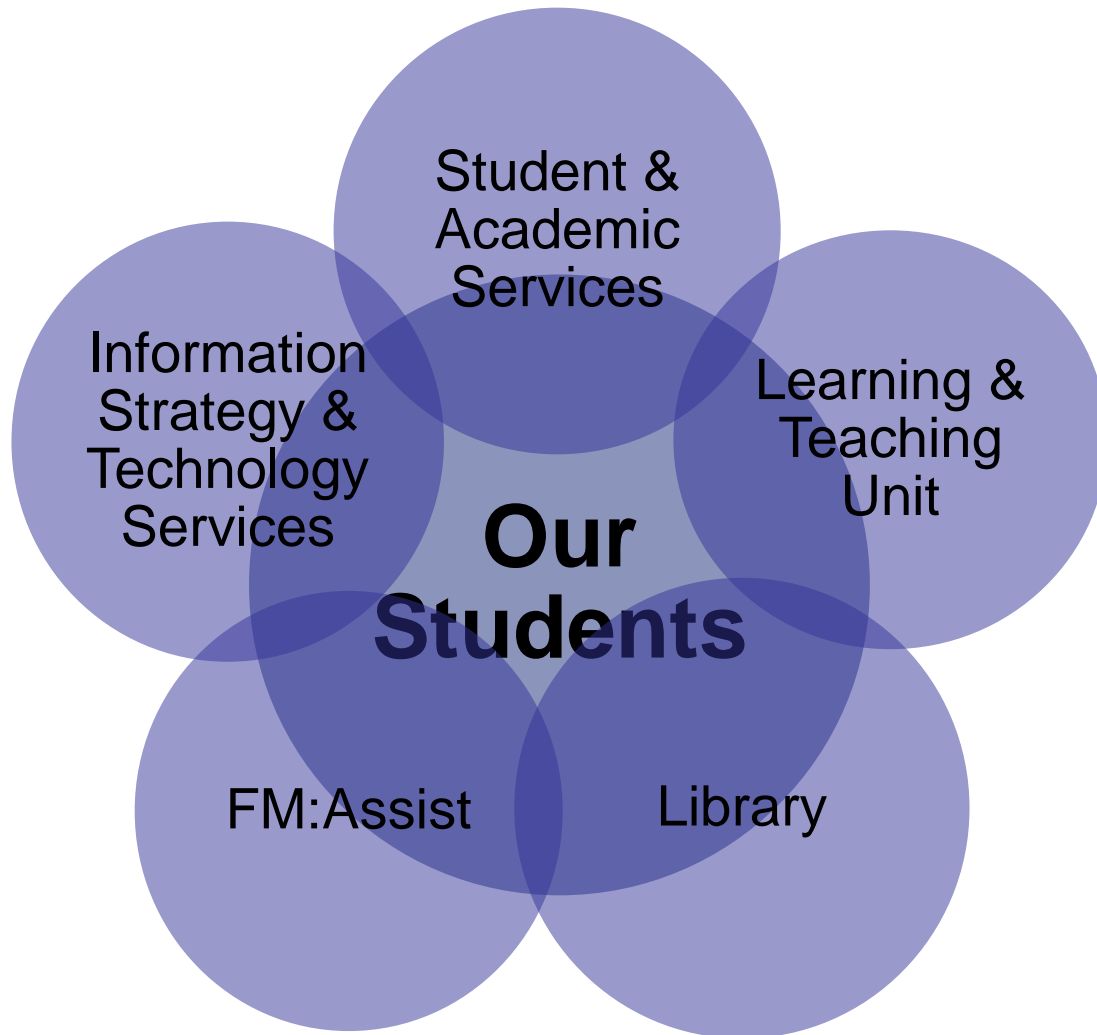 Student &
Academic
Services
Information
Strategy &
Technology
Services
Learning &
Teaching
Unit
Our
Students
FM:Assist
Library